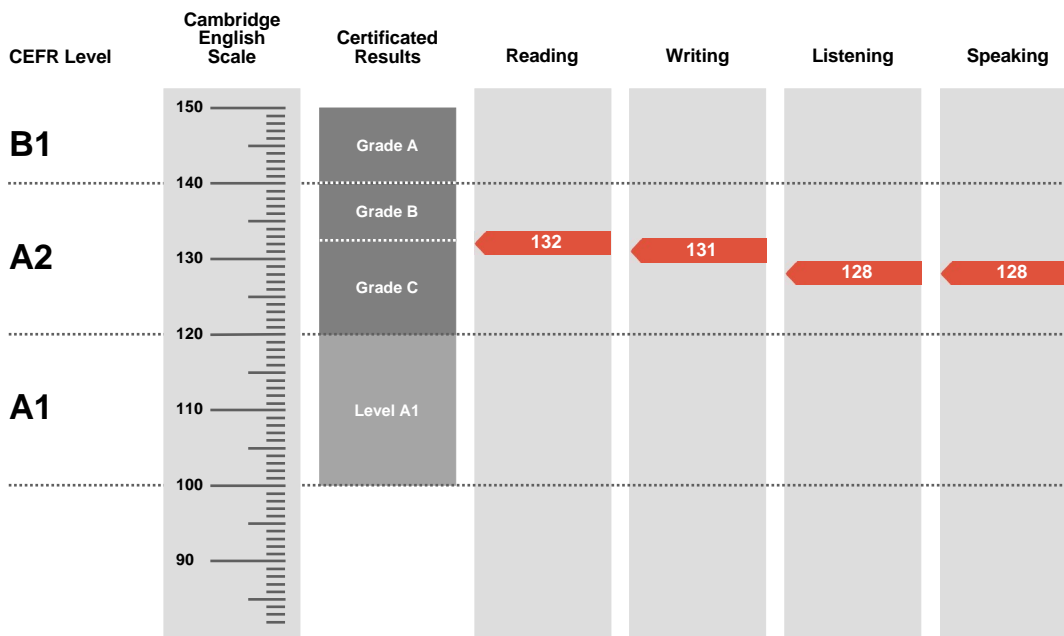 CEFR Level
Cambridge
English
Scale
Certificated
Results
Reading
Writing
Listening
Speaking
150
B1
Grade A
140
Grade B
132
131
A2
130
128
128
Grade C
120
A1
110
Level A1
100
90